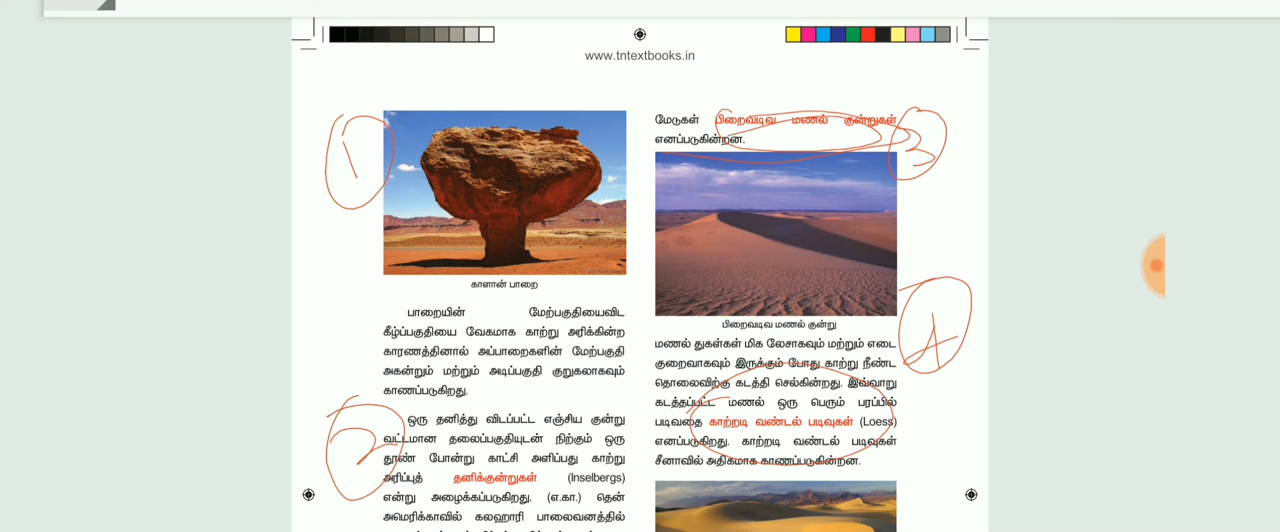 www.tntextbooks.in
1
காளான் பாறை
பாறையின் மேற்பகுதியைவிட
கீழ்ப்பகுதியை வேகமாக காற்று அரிக்கின்ற
காரணத்தினால் அப்பாறைகளின் மேற்பகுதி
அகன்றும் மற்றும் அடிப்பகுதி குறுகலாகவும்
காணப்படுகிறது.
2
ஒரு தனித்து விடப்பட்ட எஞ்சிய குன்று
வட்டமான தலைப்பகுதியுடன் நிற்கும் ஒரு
தூண் போன்று காட்சி அளிப்பது காற்று
அரிப்புத் தனிக்குன்றுகள் (Inselbergs)
என்று அழைக்கப்படுகிறது. (எ.கா.) தென்
அமெரிக்காவில் கலஹாரி பாலைவனத்தில்
மேடுகள் பிறைவடிவ மணல் குன்றுகள்
எனப்படுகின்றன.
3
பிறைவடிவ மணல் குன்று
மணல் துகள்கள் மிக லேசாகவும் மற்றும் எடை
குறைவாகவும் இருக்கும் போது காற்று நீண்ட
தொலைவிற்கு கடத்தி செல்கின்றது. இவ்வாறு
கடத்தப்பட்ட மணல் ஒரு பெரும் பரப்பில்
படிவதை காற்றடி வண்டல் படிவுகள் (Loess)
எனப்படுகிறது. காற்றடி வண்டல் படிவுகள்
சீனாவில் அதிகமாக காணப்படுகின்றன.
4